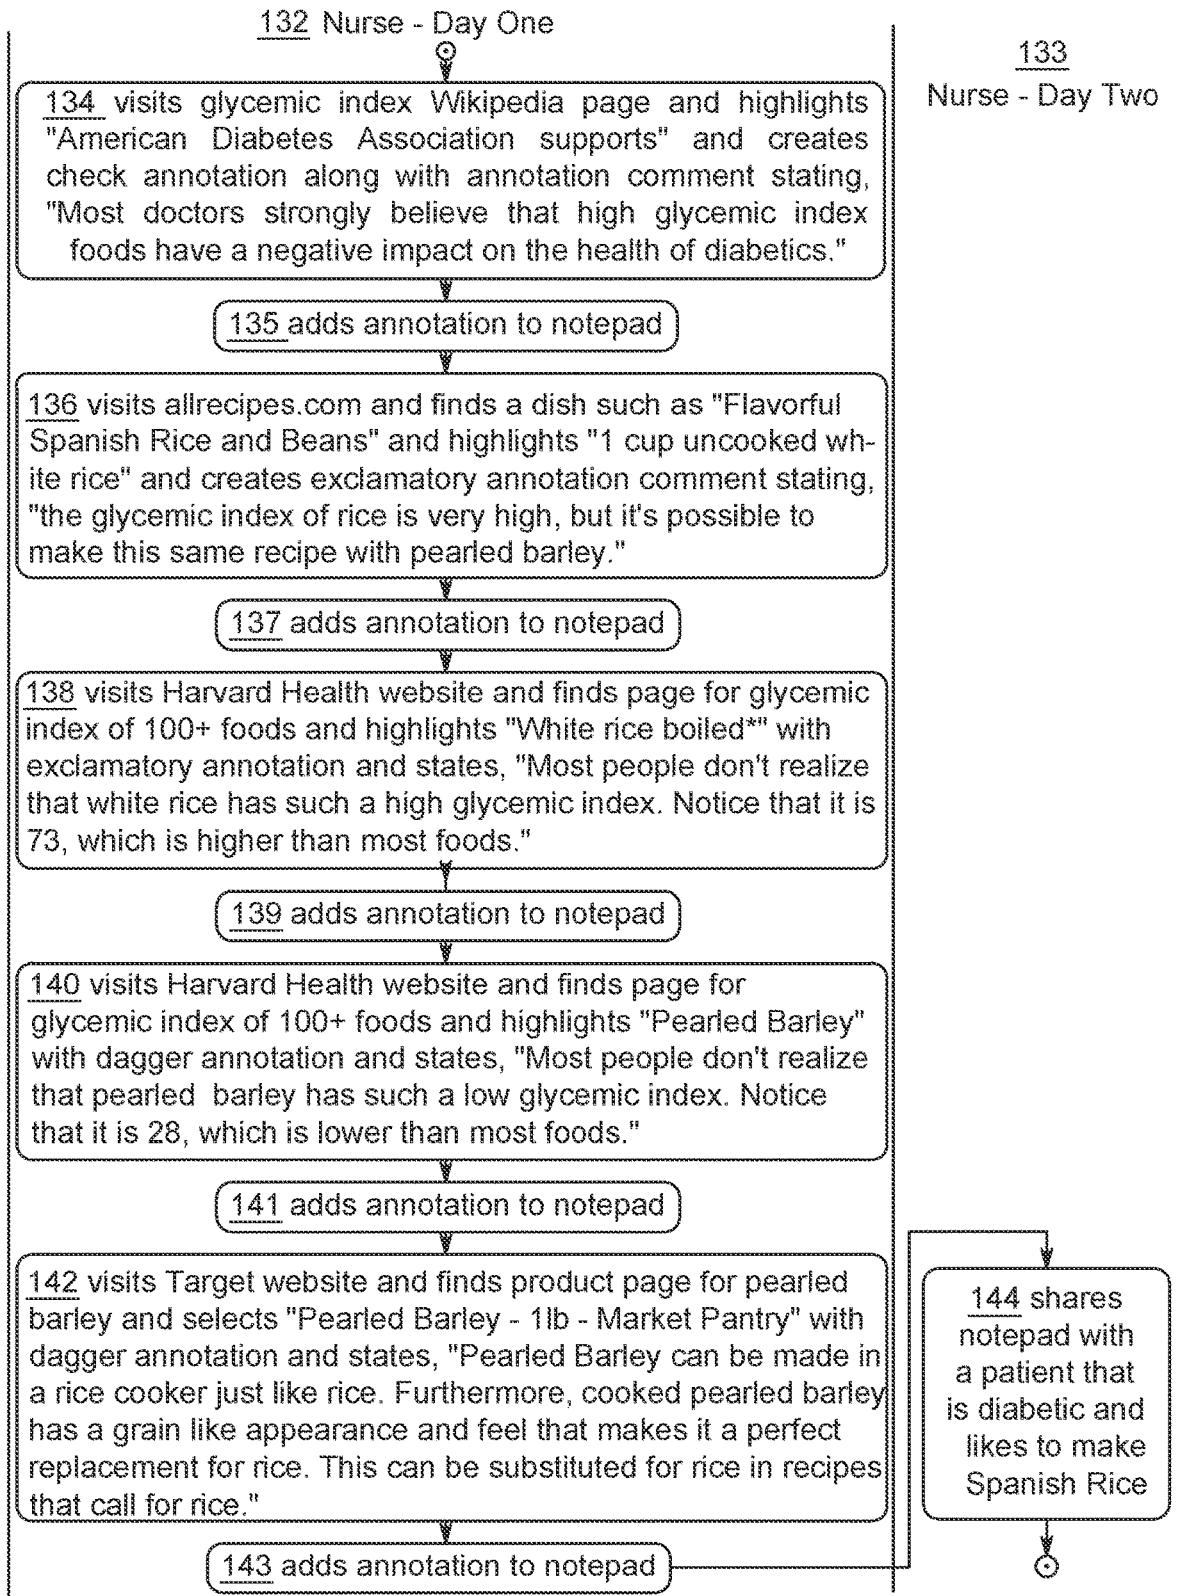 132 Nurse - Day One
133
Nurse - Day Two
134 visits glycemic index Wikipedia page and highlights
"American Diabetes Association supports" and creates
check annotation along with annotation comment stating,
"Most doctors strongly believe that high glycemic index
foods have a negative impact on the health of diabetics."
135 adds annotation to notepad
136 visits allrecipes.com and finds a dish such as "Flavorful
Spanish Rice and Beans" and highlights "1 cup uncooked wh-
ite rice" and creates exclamatory annotation comment stating,
"the glycemic index of rice is very high, but it's possible to
make this same recipe with pearled barley."
137 adds annotation to notepad
138 visits Harvard Health website and finds page for glycemic
index of 100+ foods and highlights "White rice boiled*" with
exclamatory annotation and states, "Most people don't realize
that white rice has such a high glycemic index. Notice that it is
73, which is higher than most foods."
139 adds annotation to notepad
140 visits Harvard Health website and finds page for
glycemic index of 100+ foods and highlights "Pearled Barley"
with dagger annotation and states, "Most people don't realize
that pearled barley has such a low glycemic index. Notice
that it is 28, which is lower than most foods."
141 adds annotation to notepad
142 visits Target website and finds product page for pearled
barley and selects "Pearled Barley - 1lb - Market Pantry" with
dagger annotation and states, "Pearled Barley can be made in
a rice cooker just like rice. Furthermore, cooked pearled barley
has a grain like appearance and feel that makes it a perfect
replacement for rice. This can be substituted for rice in recipes
that call for rice."
143 adds annotation to notepad
144 shares
notepad with
a patient that
is diabetic and
likes to make
Spanish Rice